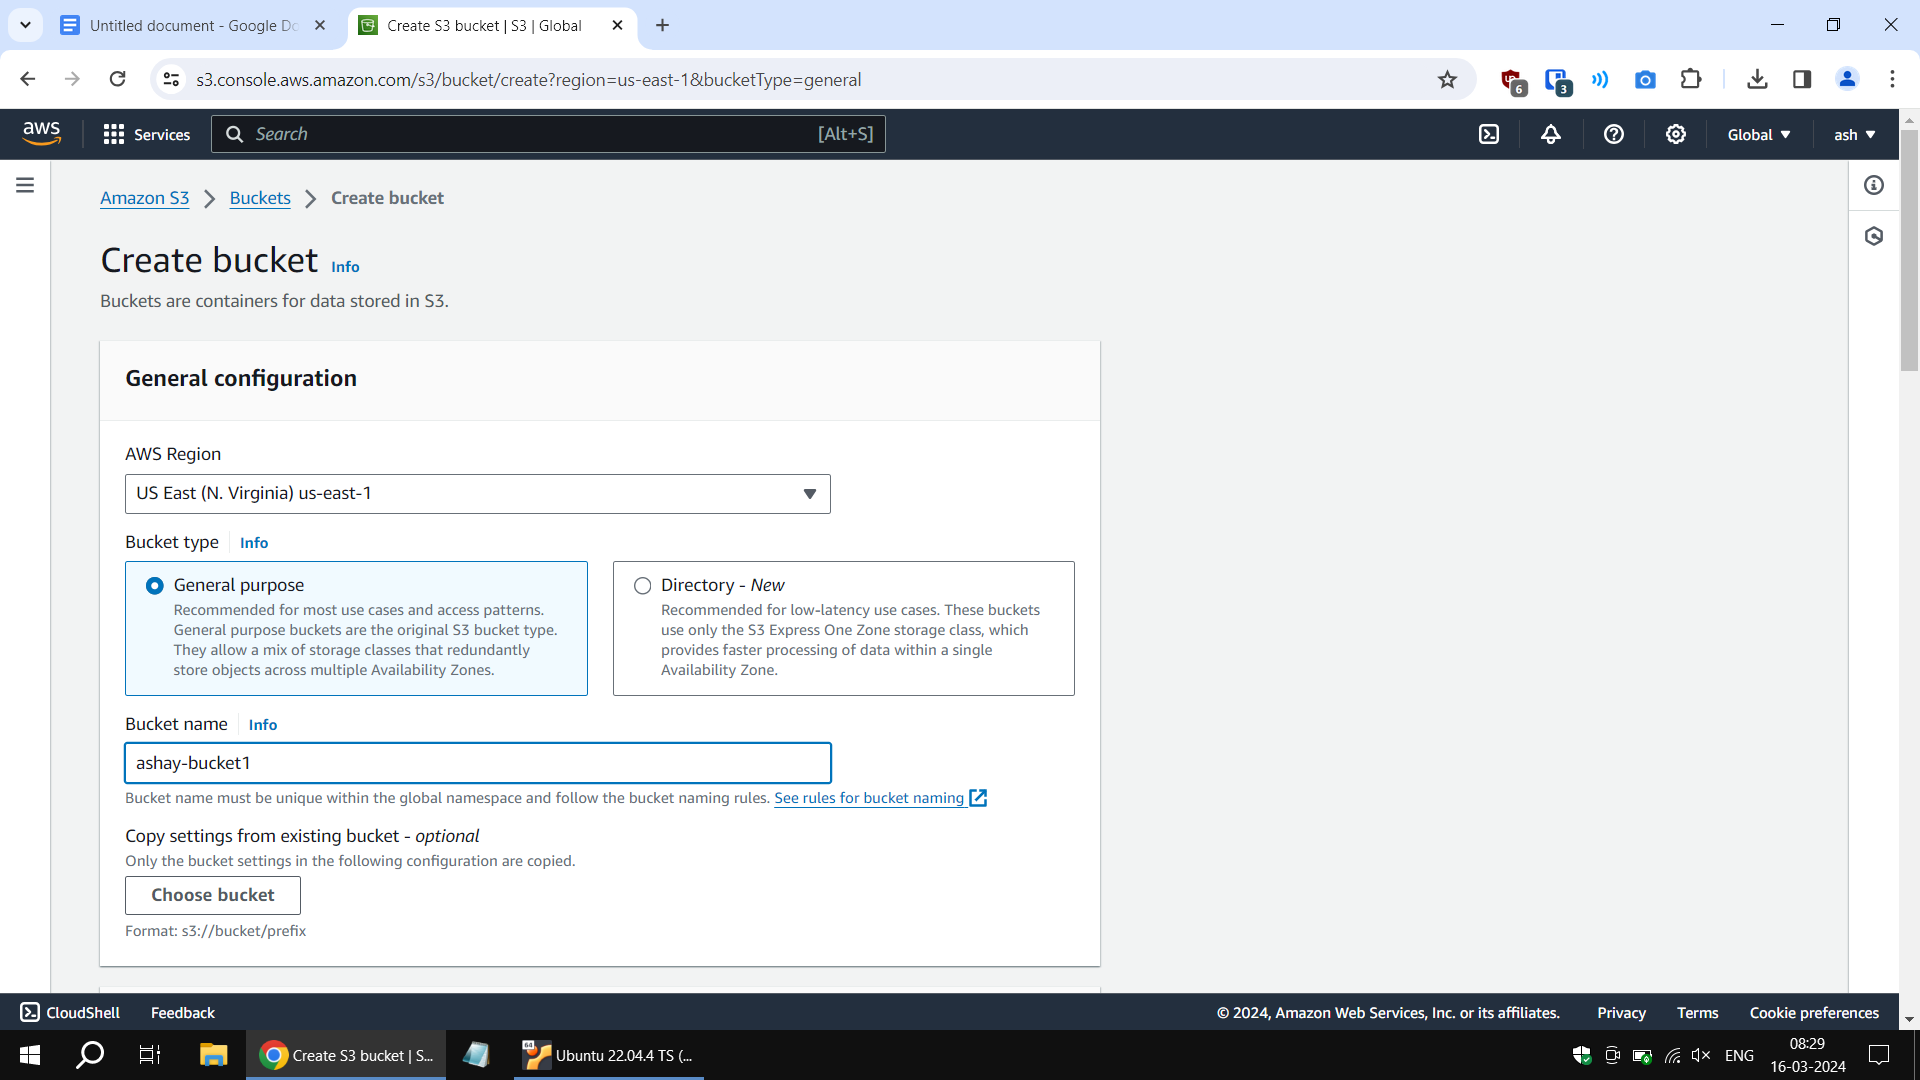 Untitled document - Google Do
Create S3 bucket | S3 | Global
s3.console.aws.amazon.com/s3/bucket/create?region=us-east-1&bucketType=general
6
3
aws
Services
Search
[Alt+S]
Global
ash
Amazon S3
Buckets
Create bucket
Create bucket Info
Buckets are containers for data stored in S3.
General configuration
AWS Region
US East (N. Virginia) us-east-1
Bucket type Info
General purpose
Recommended for most use cases and access patterns.
General purpose buckets are the original S3 bucket type.
They allow a mix of storage classes that redundantly
store objects across multiple Availability Zones.
Directory - New
Recommended for low-latency use cases. These buckets
use only the S3 Express One Zone storage class, which
provides faster processing of data within a single
Availability Zone.
Bucket name Info
ashay-bucket1
Bucket name must be unique within the global namespace and follow the bucket naming rules. See rules for bucket naming
Copy settings from existing bucket - optional
Only the bucket settings in the following configuration are copied.
Choose bucket
Format: s3://bucket/prefix
CloudShell
Feedback
© 2024, Amazon Web Services, Inc. or its affiliates.
Privacy
Terms
Cookie preferences
Create S3 bucket | S...
64
Ubuntu 22.04.4 TS (...
ENG
08:29
16-03-2024